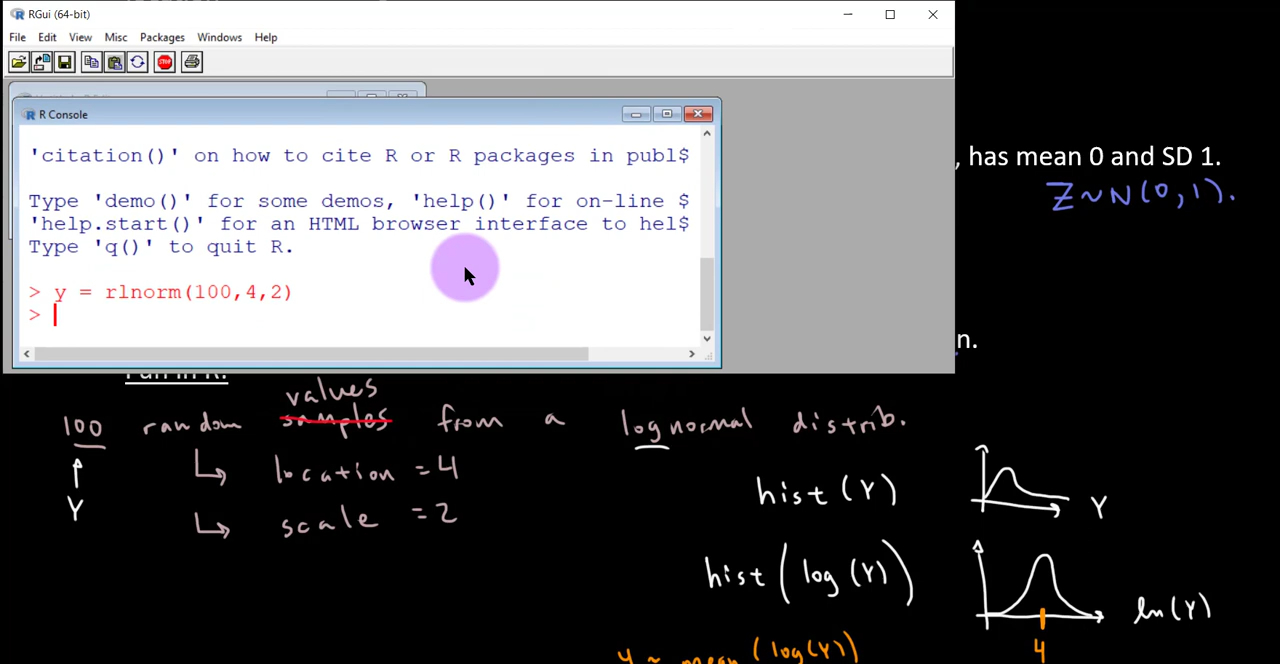 RGui (64-bit)
File Edit View Misc Packages Windows Help
STOP
R Console
'citation()' on how to cite R or R packages in publ$
Type 'demo()' for some demos, 'help()' for on-line $
'help.start()' for an HTML browser interface to hel$
Type 'q()' to quit R.
> y = rlnorm(100,4,2)
>
, has mean 0 and SD 1.
Z~N(0,1).
n.
values
100 random samples from a lognormal distrib.
Y
location = 4
scale = 2
hist (Y)
Y
hist (log (Y))
ln(Y)
4
mean (log(Y))